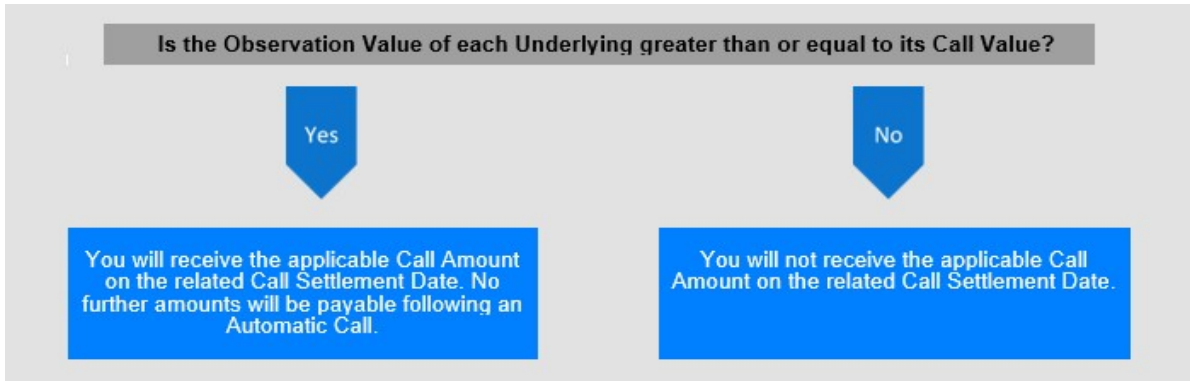 Is the Observation Value of each Underlying greater than or equal to its Call Value?
Yes
No
You will receive the applicable Call Amount
on the related Call Settlement Date. No
further amounts will be payable following an
Automatic Call.
You will not receive the applicable Call
Amount on the related Call Settlement Date.